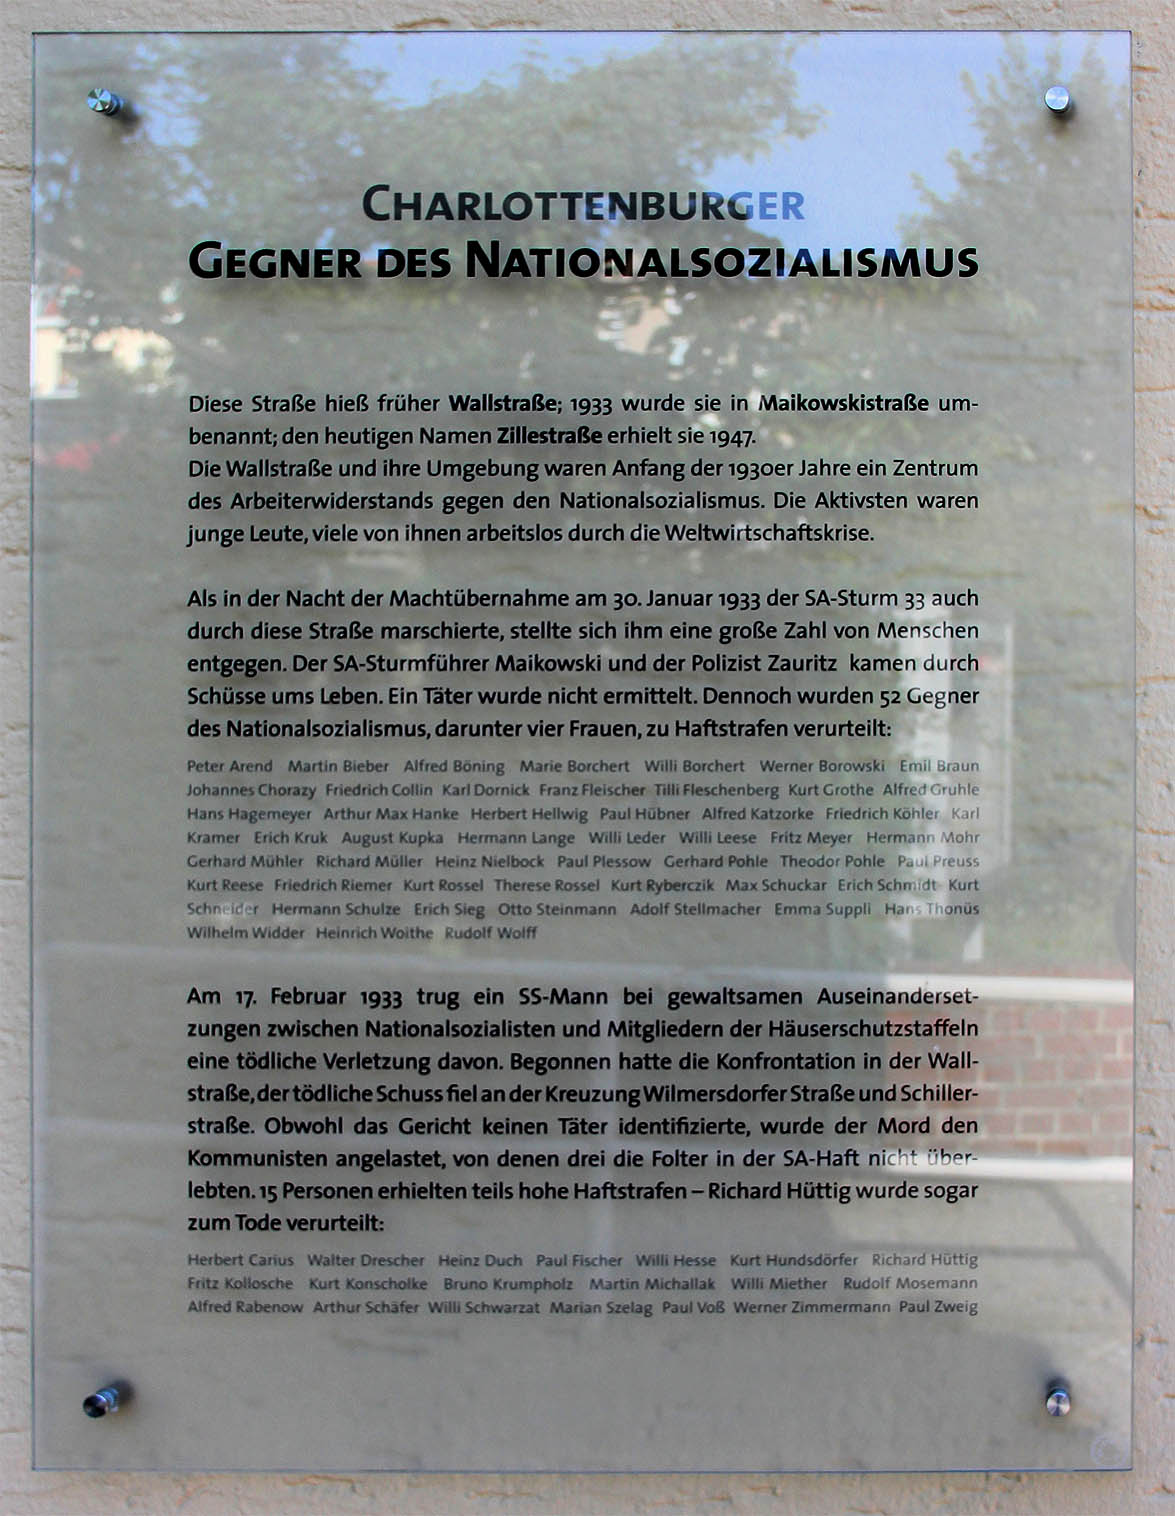 CHARLOTTENBURGER
GEGNER DES NATIONALSOZIALISMUS
Diese Straße hieß früher Wallstraße; 1933 wurde sie in Maikowskistraße um-
benannt; den heutigen Namen Zillestraße erhielt sie 1947.
Die Wallstraße und ihre Umgebung waren Anfang der 1930er Jahre ein Zentrum
des Arbeiterwiderstands gegen den Nationalsozialismus. Die Aktivsten waren
junge Leute, viele von ihnen arbeitslos durch die Weltwirtschaftskrise.
Als in der Nacht der Machtübernahme am 30. Januar 1933 der SA-Sturm 33 auch
durch diese Straße marschierte, stellte sich ihm eine große Zahl von Menschen
entgegen. Der SA-Sturmführer Maikowski und der Polizist Zauritz kamen durch
Schüsse ums Leben. Ein Täter wurde nicht ermittelt. Dennoch wurden 52 Gegner
des Nationalsozialismus, darunter vier Frauen, zu Haftstrafen verurteilt:
Peter Arend Martin Bieber Alfred Böning Marie Borchert Willi Borchert Werner Borowski Emil Braun
Johannes Chorazy Friedrich Collin Karl Dornick Franz Fleischer Tilli Fleschenberg Kurt Grothe Alfred Gruhle
Hans Hagemeyer Arthur Max Hanke Herbert Hellwig Paul Hübner Alfred Katzorke Friedrich Köhler Karl
Kramer Erich Kruk August Kupka Hermann Lange Willi Leder Willi Leese Fritz Meyer Hermann Mohr
Gerhard Mühler Richard Müller Heinz Nielbock Paul Plessow Gerhard Pohle Theodor Pohle Paul Preuss
Kurt Reese Friedrich Riemer Kurt Rossel Therese Rossel Kurt Ryberczik Max Schuckar Erich Schmidt Kurt
Schneider Hermann Schulze Erich Sieg Otto Steinmann Adolf Stellmacher Emma Suppli Hans Thonüs
Wilhelm Widder Heinrich Woithe Rudolf Wolff
Am 17. Februar 1933 trug ein SS-Mann bei gewaltsamen Auseinanderset-
zungen zwischen Nationalsozialisten und Mitgliedern der Häuserschutzstaffeln
eine tödliche Verletzung davon. Begonnen hatte die Konfrontation in der Wall-
straße, der tödliche Schuss fiel an der Kreuzung Wilmersdorfer Straße und Schiller-
straße. Obwohl das Gericht keinen Täter identifizierte, wurde der Mord den
Kommunisten angelastet, von denen drei die Folter in der SA-Haft nicht über-
lebten. 15 Personen erhielten teils hohe Haftstrafen – Richard Hüttig wurde sogar
zum Tode verurteilt:
Herbert Carius Walter Drescher Heinz Duch Paul Fischer Willi Hesse Kurt Hundsdörfer Richard Hüttig
Fritz Kollosche Kurt Konscholke Bruno Krumpholz Martin Michallak Willi Miether Rudolf Mosemann
Alfred Rabenow Arthur Schäfer Willi Schwarzat Marian Szelag Paul Voß Werner Zimmermann Paul Zweig